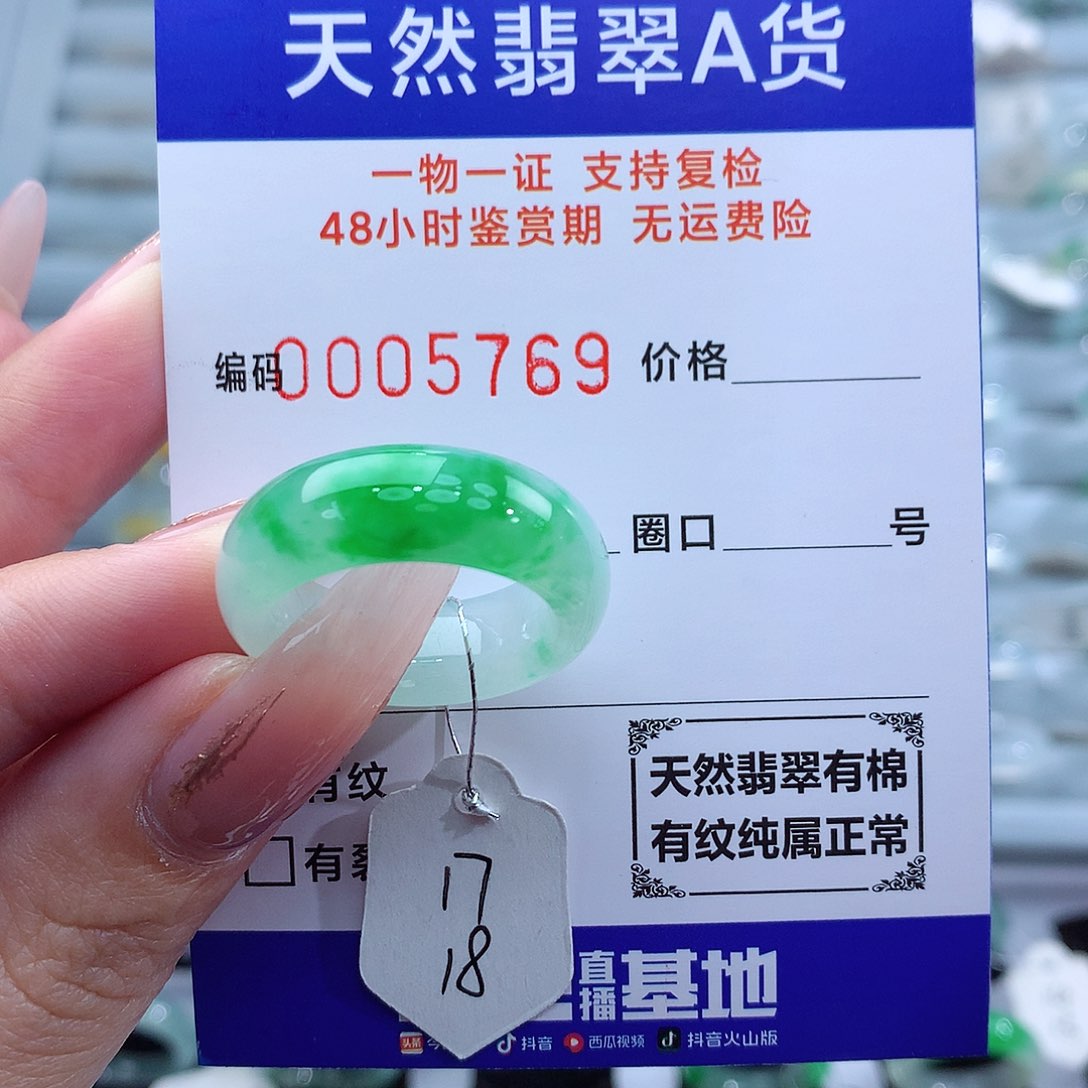 天然翡翠A货
一物一证 支持复检
48小时鉴赏期 无运费险
编码0005769 价格
圈口 号
有纹
有
天然翡翠有棉
有纹纯属正常
17
18
直播基地
头条 抖音 西瓜视频 抖音火山版